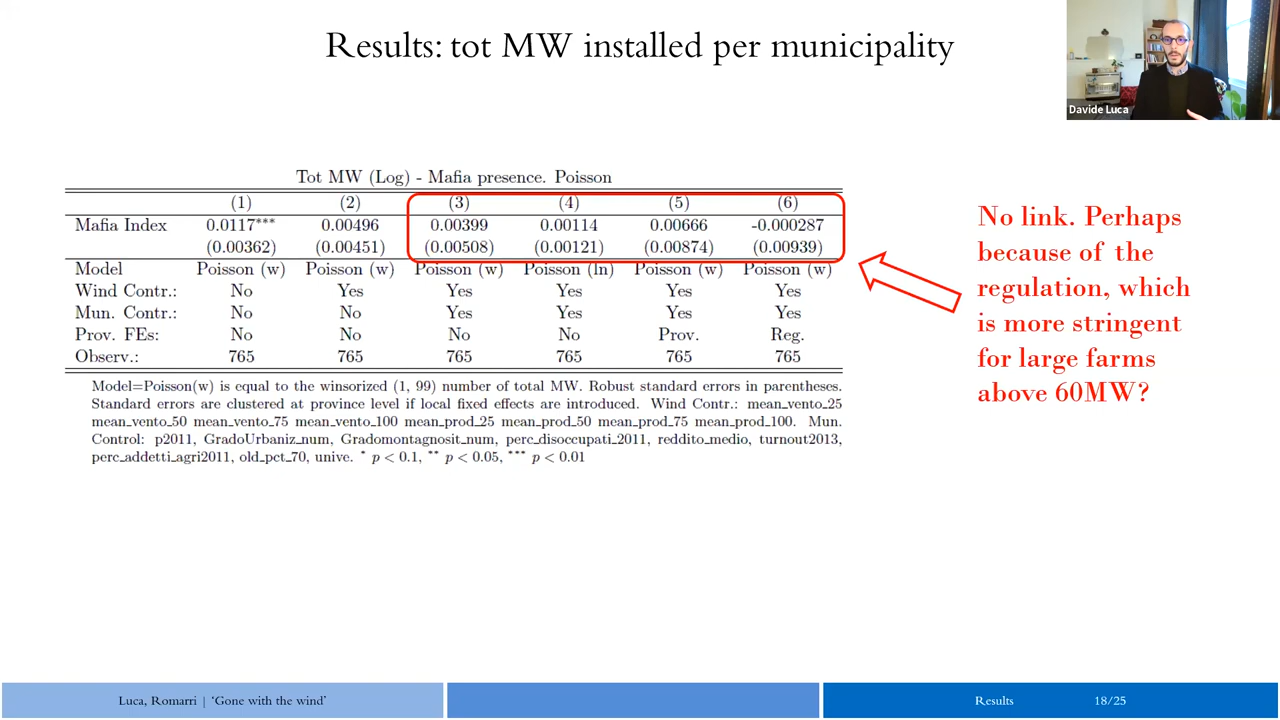 Results: tot MW installed per municipality
Davide Luca
Tot MW (Log) - Mafia presence. Poisson
(1) (2) (3) (4) (5) (6)
Mafia Index 0.0117*** 0.00496 0.00399 0.00114 0.00666 -0.000287
(0.00362) (0.00451) (0.00508) (0.00121) (0.00874) (0.00939)
Model Poisson (w) Poisson (w) Poisson (w) Poisson (ln) Poisson (w) Poisson (w)
Wind Contr.: No Yes Yes Yes Yes Yes
Mun. Contr.: No No Yes Yes Yes Yes
Prov. FEs: No No No No Prov. Reg.
Observ.: 765 765 765 765 765 765
Model=Poisson(w) is equal to the winsorized (1, 99) number of total MW. Robust standard errors in parentheses.
Standard errors are clustered at province level if local fixed effects are introduced. Wind Contr.: mean_vento_25
mean_vento_50 mean_vento_75 mean_vento_100 mean_prod_25 mean_prod_50 mean_prod_75 mean_prod_100. Mun.
Control: p2011, GradoUrbaniz_num, Gradomontagnosit_num, perc_disoccupati_2011, reddito_medio, turnout2013,
perc_addetti_agri2011, old_pct_70, unive. * p < 0.1, ** p < 0.05, *** p < 0.01
No link. Perhaps
because of the
regulation, which
is more stringent
for large farms
above 60MW?
Luca, Romarri | ‘Gone with the wind’
Results 18/25